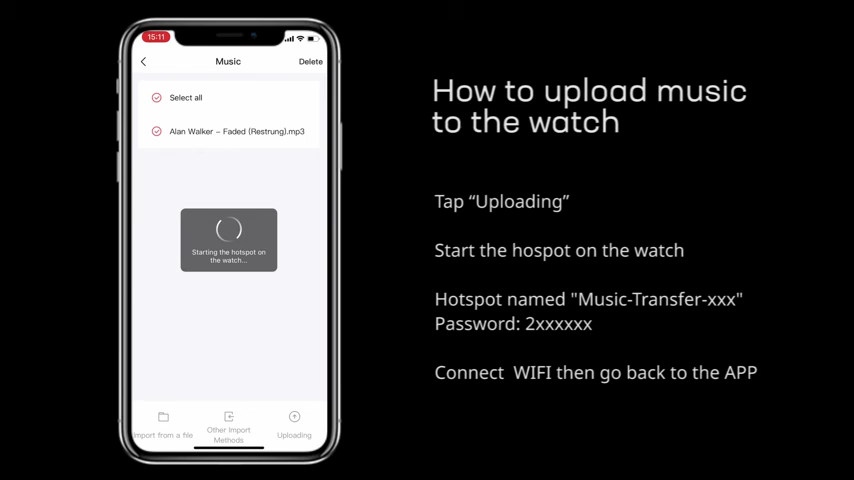 15:11
Music
Delete
Select all
Alan Walker – Faded (Restrung).mp3
Starting the hotspot on
the watch...
Import from a file
Other Import
Methods
Uploading
How to upload music
to the watch
Tap “Uploading”
Start the hospot on the watch
Hotspot named "Music-Transfer-xxx"
Password: 2xxxxxx
Connect WIFI then go back to the APP